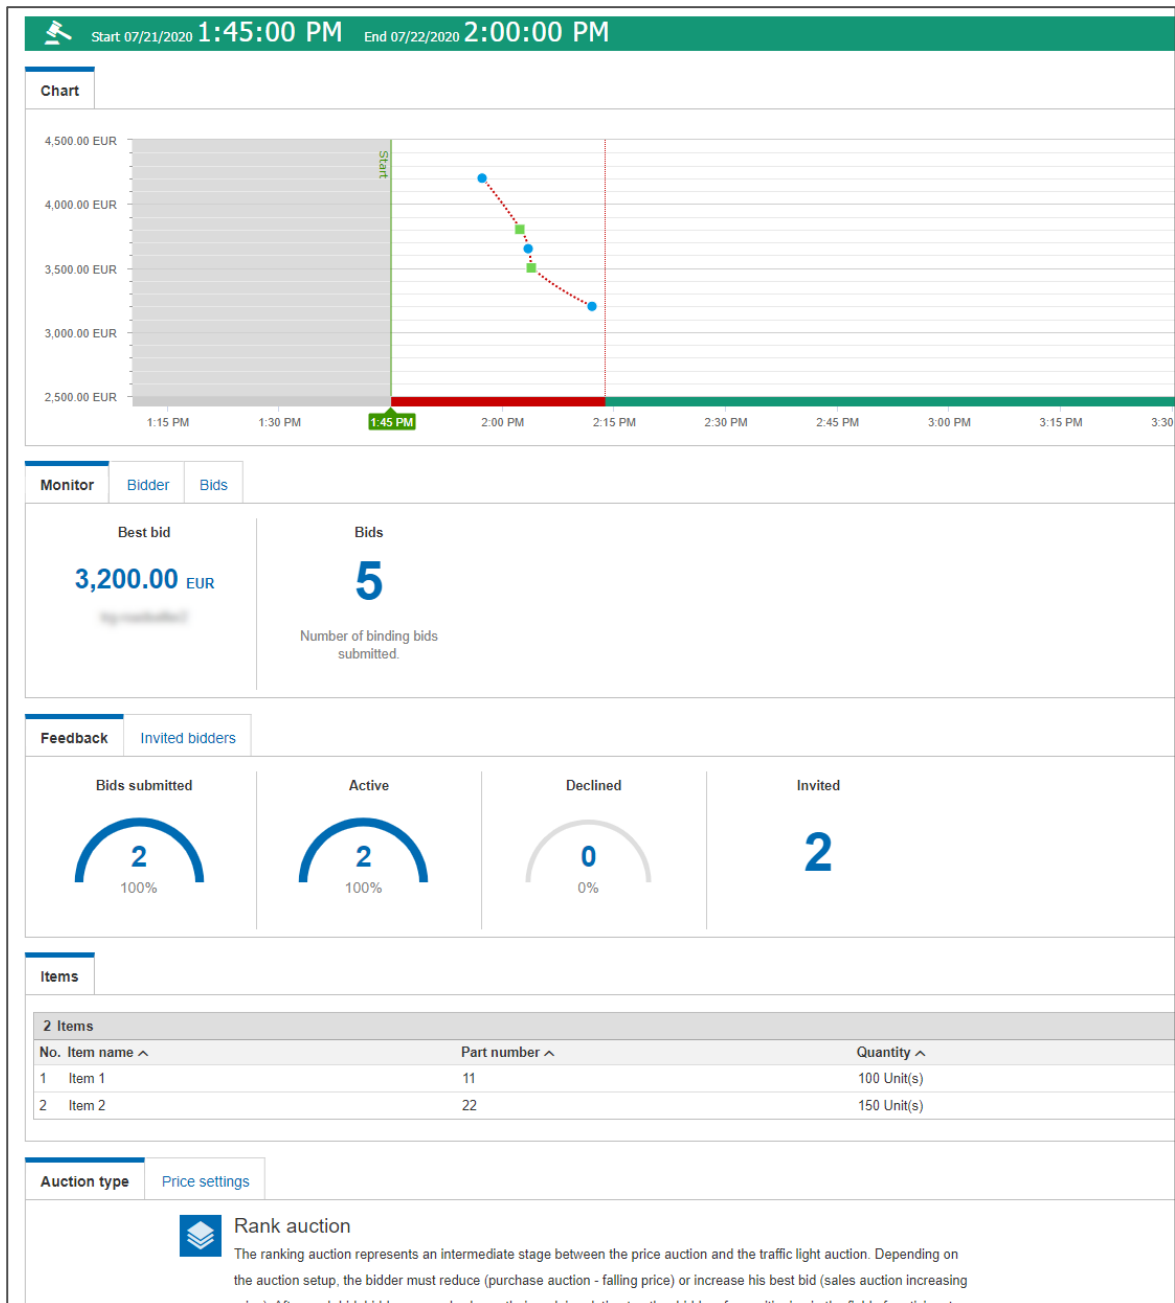 Start 07/21/2020 1:45:00 PM End 07/22/2020 2:00:00 PM
Chart
4,500.00 EUR
4,000.00 EUR
3,500.00 EUR
3,000.00 EUR
2,500.00 EUR
Start
1:15 PM 1:30 PM 1:45 PM 2:00 PM 2:15 PM 2:30 PM 2:45 PM 3:00 PM 3:15 PM 3:30
Monitor Bidder Bids
Best bid Bids
3,200.00 EUR 5
Number of binding bids
submitted.
Feedback Invited bidders
Bids submitted Active Declined Invited
2 2 0 2
100% 100% 0%
Items
2 Items
No. Item name Part number Quantity
1 Item 1 11 100 Unit(s)
2 Item 2 22 150 Unit(s)
Auction type Price settings
Rank auction
The ranking auction represents an intermediate stage between the price auction and the traffic light auction. Depending on
the auction setup, the bidder must reduce (purchase auction - falling price) or increase his best bid (sales auction increasing